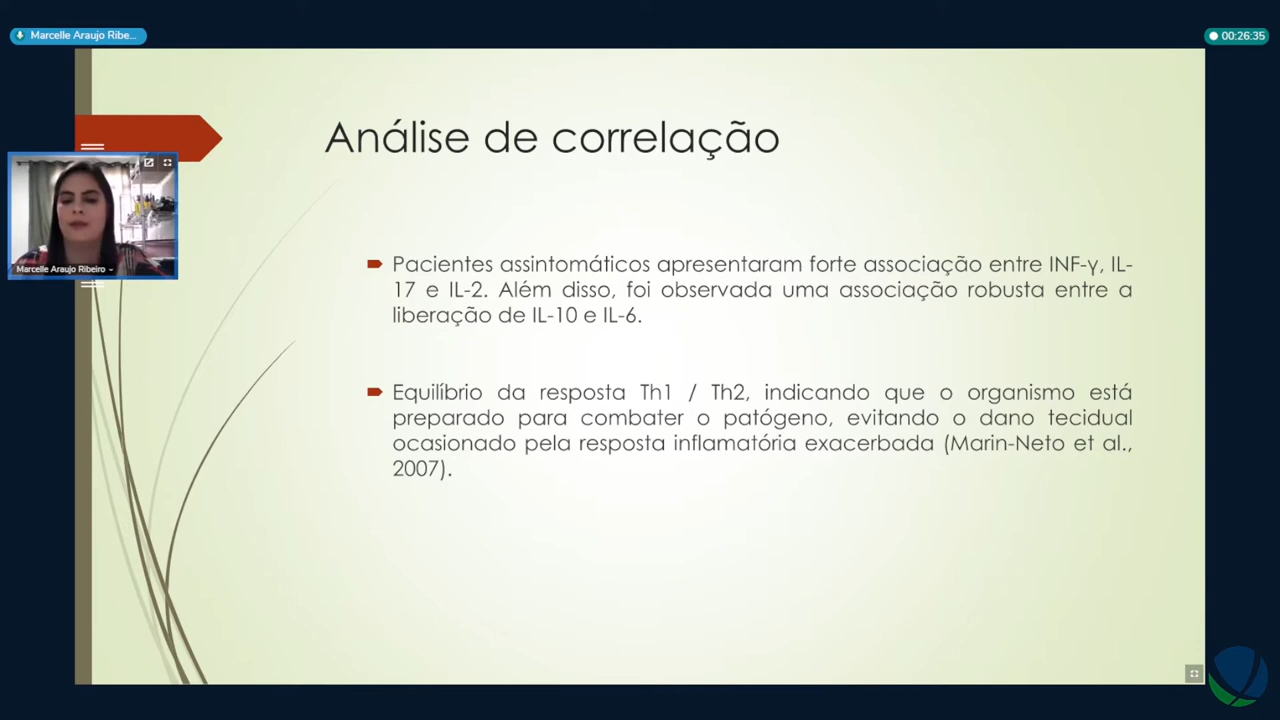 Marcelle Araujo Ribe...
00:26:35
Análise de correlação
Marcelle Araujo Ribeiro
Pacientes assintomáticos apresentaram forte associação entre INF-γ, IL-
17 e IL-2. Além disso, foi observada uma associação robusta entre a
liberação de IL-10 e IL-6.
Equilíbrio da resposta Th1 / Th2, indicando que o organismo está
preparado para combater o patógeno, evitando o dano tecidual
ocasionado pela resposta inflamatória exacerbada (Marin-Neto et al.,
2007).